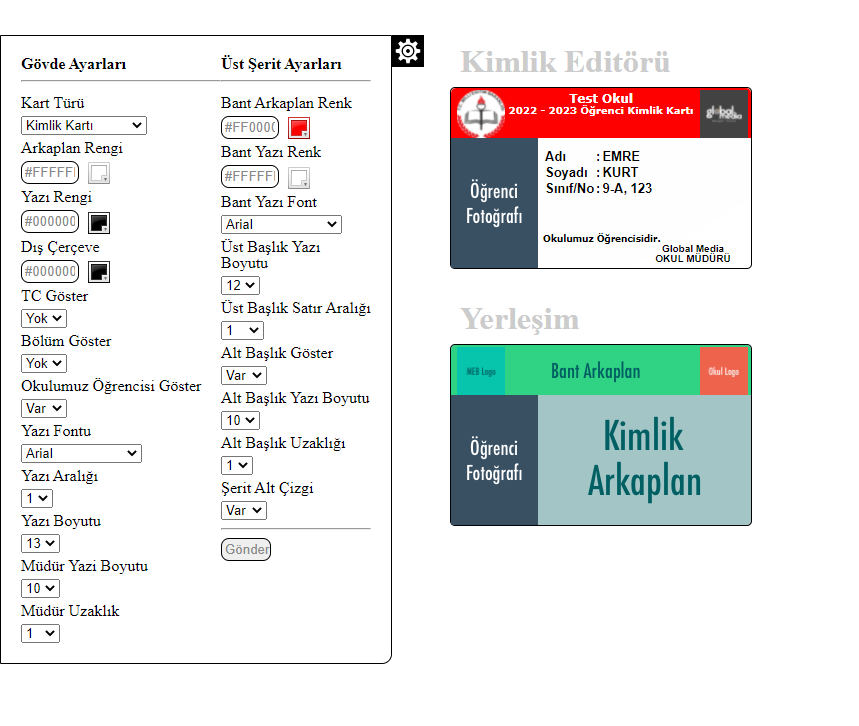 Gövde Ayarları
Kart Türü
Kimlik Kartı
Arkaplan Rengi
#FFFFF
Yazı Rengi
#000000
Dış Çerçeve
#000000
TC Göster
Yok
Bölüm Göster
Yok
Okulumuz Öğrencisi Göster
Var
Yazı Fontu
Arial
Yazı Aralığı
1
Yazı Boyutu
13
Müdür Yazi Boyutu
10
Müdür Uzaklık
1
Üst Şerit Ayarları
Bant Arkaplan Renk
#FF000
Bant Yazı Renk
#FFFFF
Bant Yazı Font
Arial
Üst Başlık Yazı
Boyutu
12
Üst Başlık Satır Aralığı
1
Alt Başlık Göster
Var
Alt Başlık Yazı Boyutu
10
Alt Başlık Uzaklığı
1
Şerit Alt Çizgi
Var
Gönder
Kimlik Editörü
Test Okul
2022 - 2023 Öğrenci Kimlik Kartı
global
media
Öğrenci
Fotoğrafı
Adı : EMRE
Soyadı : KURT
Sınıf/No : 9-A, 123
Okulumuz Öğrencisidir.
Global Media
OKUL MÜDÜRÜ
Yerleşim
MEB Logo
Bant Arkaplan
Okul Logo
Öğrenci
Fotoğrafı
Kimlik
Arkaplan